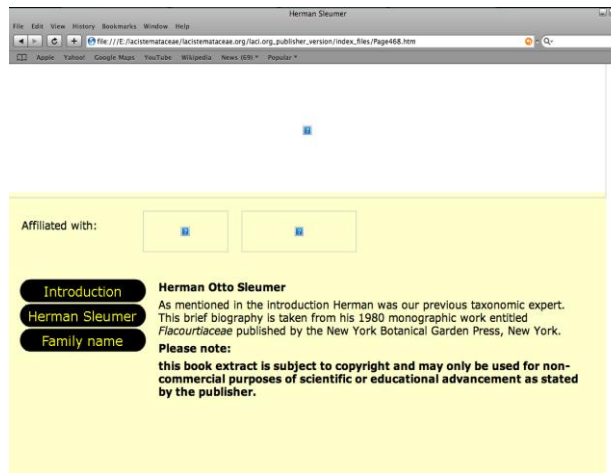 Herman Sleumer
File Edit View History Bookmarks Window Help
file:///E:/lacistemataceae/lacistemataceae.org/laci.org_publisher_version/index_files/Page468.htm
Apple Yahoo! Google Maps YouTube Wikipedia News (69) Popular
Affiliated with:
Introduction
Herman Sleumer
Family name
Herman Otto Sleumer
As mentioned in the introduction Herman was our previous taxonomic expert.
This brief biography is taken from his 1980 monographic work entitled
Flacourtiaceae published by the New York Botanical Garden Press, New York.
Please note:
this book extract is subject to copyright and may only be used for non-
commercial purposes of scientific or educational advancement as stated
by the publisher.